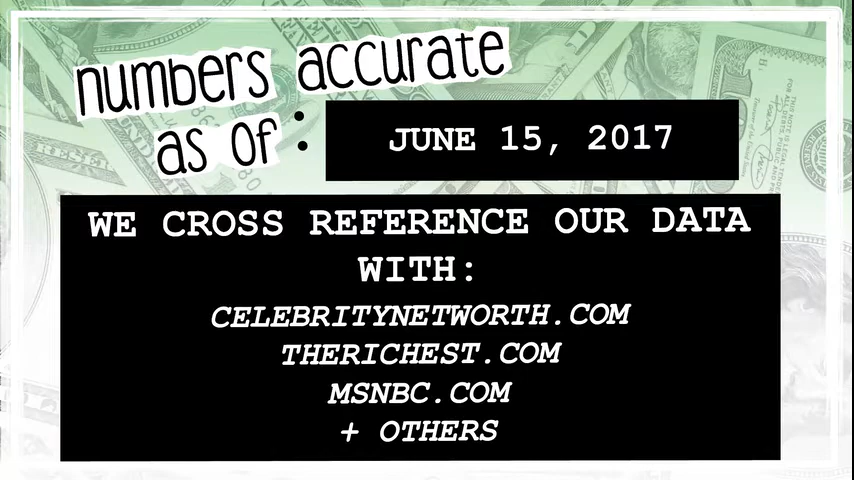 numbers accurate
as of:
JUNE 15, 2017
WE CROSS REFERENCE OUR DATA
WITH:
CELEBRITYNETWORTH.COM
THERICHEST.COM
MSNBC.COM
+ OTHERS